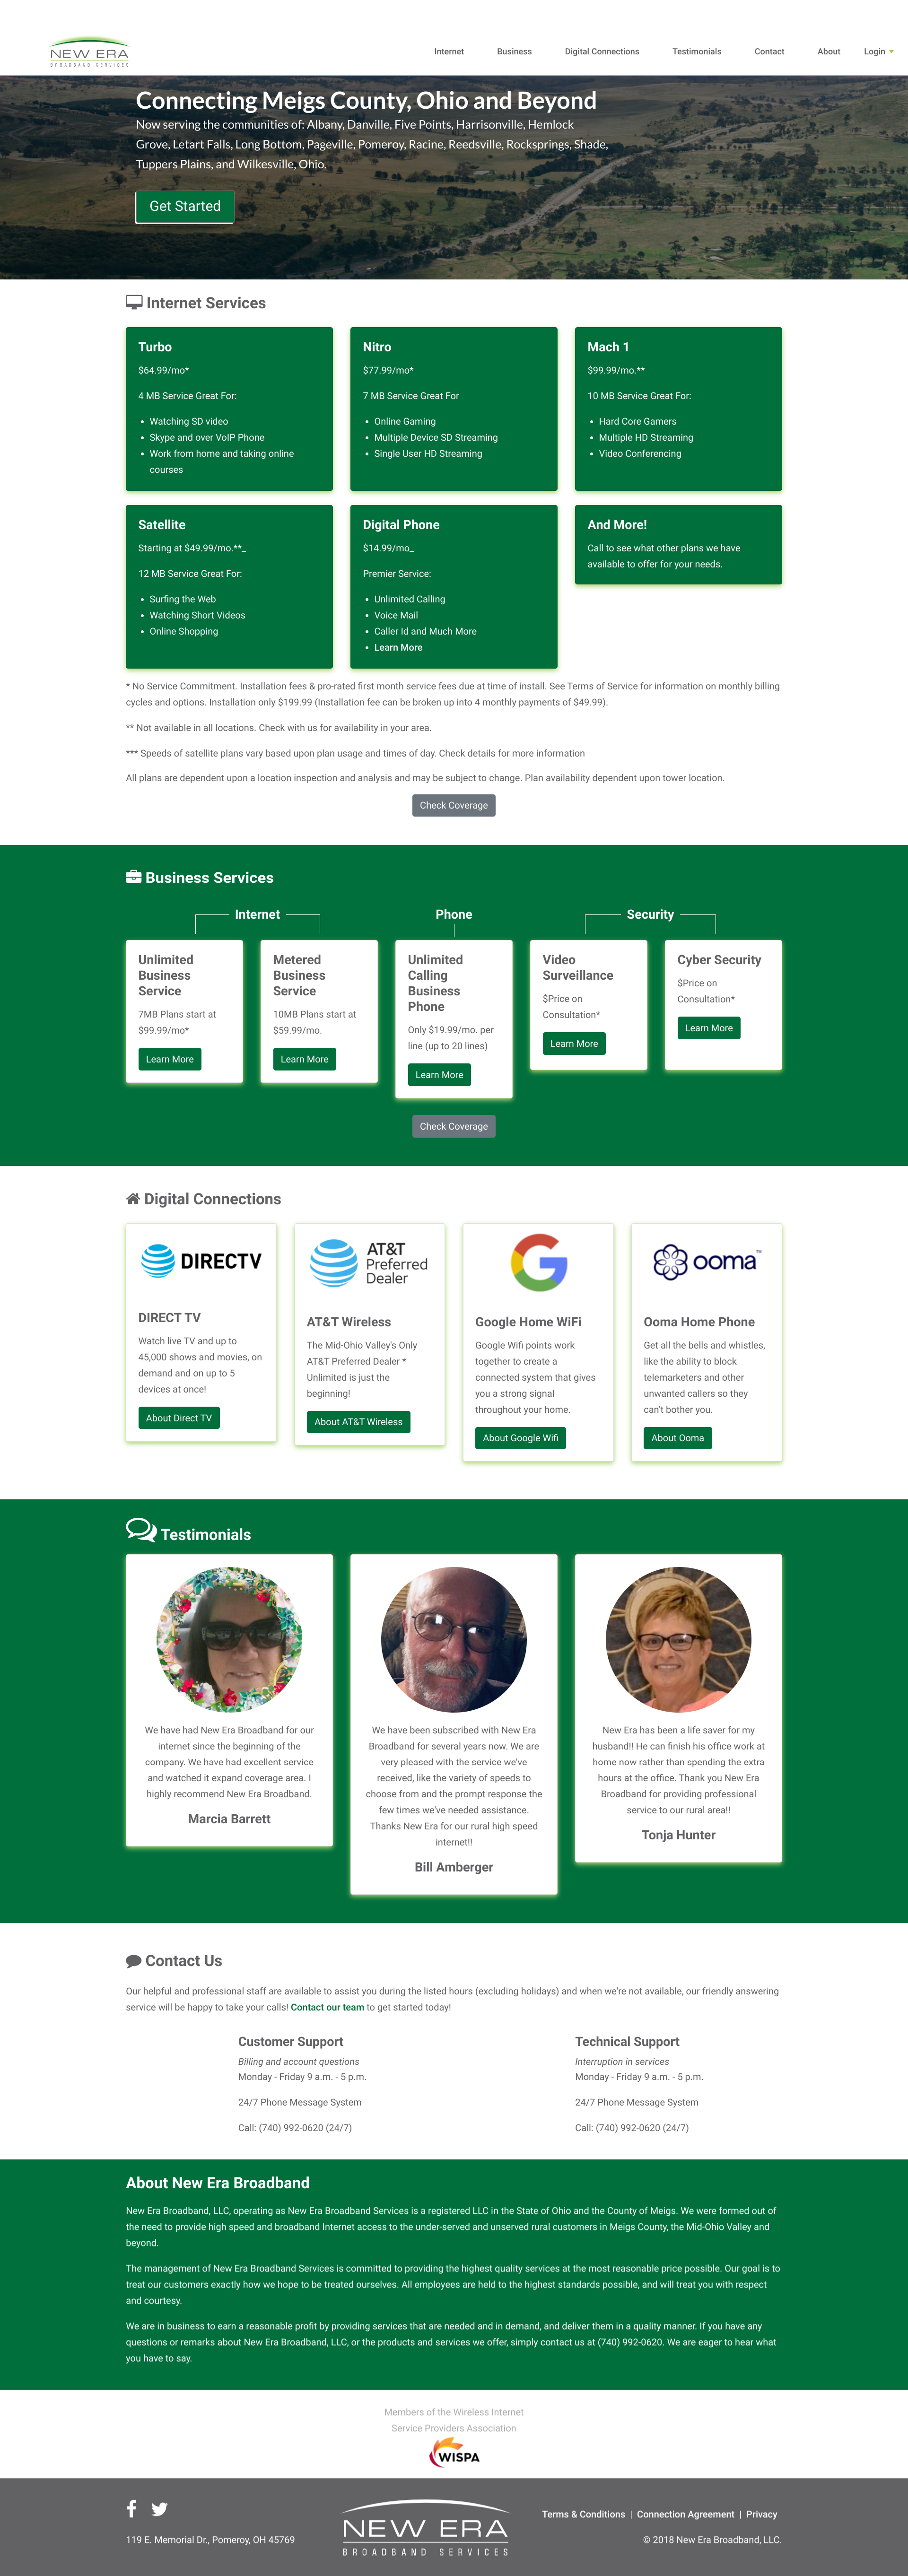 NEW ERA
BROADBAND SERVICES
Internet
Business
Digital Connections
Testimonials
Contact
About
Login
Connecting Meigs County, Ohio and Beyond
Now serving the communities of: Albany, Danville, Five Points, Harrisonville, Hemlock
Grove, Letart Falls, Long Bottom, Pageville, Pomeroy, Racine, Reedsville, Rocksprings, Shade,
Tuppers Plains, and Wilkesville, Ohio.
Get Started
Internet Services
Turbo
$64.99/mo*
4 MB Service Great For:
• Watching SD video
• Skype and over VoIP Phone
• Work from home and taking online
courses
Nitro
$77.99/mo*
7 MB Service Great For
• Online Gaming
• Multiple Device SD Streaming
• Single User HD Streaming
Mach 1
$99.99/mo.**
10 MB Service Great For:
• Hard Core Gamers
• Multiple HD Streaming
• Video Conferencing
Satellite
Starting at $49.99/mo.**_
12 MB Service Great For:
• Surfing the Web
• Watching Short Videos
• Online Shopping
Digital Phone
$14.99/mo_
Premier Service:
• Unlimited Calling
• Voice Mail
• Caller Id and Much More
• Learn More
And More!
Call to see what other plans we have
available to offer for your needs.
* No Service Commitment. Installation fees & pro-rated first month service fees due at time of install. See Terms of Service for information on monthly billing
cycles and options. Installation only $199.99 (Installation fee can be broken up into 4 monthly payments of $49.99).
** Not available in all locations. Check with us for availability in your area.
*** Speeds of satellite plans vary based upon plan usage and times of day. Check details for more information
All plans are dependent upon a location inspection and analysis and may be subject to change. Plan availability dependent upon tower location.
Check Coverage
Business Services
Internet
Phone
Security
Unlimited
Business
Service
7MB Plans start at
$99.99/mo*
Learn More
Metered
Business
Service
10MB Plans start at
$59.99/mo.
Learn More
Unlimited
Calling
Business
Phone
Only $19.99/mo. per
line (up to 20 lines)
Learn More
Video
Surveillance
$Price on
Consultation*
Learn More
Cyber Security
$Price on
Consultation*
Learn More
Check Coverage
Digital Connections
DIRECTV
DIRECT TV
Watch live TV and up to
45,000 shows and movies, on
demand and on up to 5
devices at once!
About Direct TV
AT&T
Preferred
Dealer
AT&T Wireless
The Mid-Ohio Valley's Only
AT&T Preferred Dealer *
Unlimited is just the
beginning!
About AT&T Wireless
G
Google Home WiFi
Google Wifi points work
together to create a
connected system that gives
you a strong signal
throughout your home.
About Google Wifi
ooma™
Ooma Home Phone
Get all the bells and whistles,
like the ability to block
telemarketers and other
unwanted callers so they
can't bother you.
About Ooma
Testimonials
We have had New Era Broadband for our
internet since the beginning of the
company. We have had excellent service
and watched it expand coverage area. I
highly recommend New Era Broadband.
Marcia Barrett
We have been subscribed with New Era
Broadband for several years now. We are
very pleased with the service we've
received, like the variety of speeds to
choose from and the prompt response the
few times we've needed assistance.
Thanks New Era for our rural high speed
internet!!
Bill Amberger
New Era has been a life saver for my
husband!! He can finish his office work at
home now rather than spending the extra
hours at the office. Thank you New Era
Broadband for providing professional
service to our rural area!!
Tonja Hunter
Contact Us
Our helpful and professional staff are available to assist you during the listed hours (excluding holidays) and when we're not available, our friendly answering
service will be happy to take your calls! Contact our team to get started today!
Customer Support
Billing and account questions
Monday - Friday 9 a.m. - 5 p.m.
24/7 Phone Message System
Call: (740) 992-0620 (24/7)
Technical Support
Interruption in services
Monday - Friday 9 a.m. - 5 p.m.
24/7 Phone Message System
Call: (740) 992-0620 (24/7)
About New Era Broadband
New Era Broadband, LLC, operating as New Era Broadband Services is a registered LLC in the State of Ohio and the County of Meigs. We were formed out of
the need to provide high speed and broadband Internet access to the under-served and unserved rural customers in Meigs County, the Mid-Ohio Valley and
beyond.
The management of New Era Broadband Services is committed to providing the highest quality services at the most reasonable price possible. Our goal is to
treat our customers exactly how we hope to be treated ourselves. All employees are held to the highest standards possible, and will treat you with respect
and courtesy.
We are in business to earn a reasonable profit by providing services that are needed and in demand, and deliver them in a quality manner. If you have any
questions or remarks about New Era Broadband, LLC, or the products and services we offer, simply contact us at (740) 992-0620. We are eager to hear what
you have to say.
Members of the Wireless Internet
Service Providers Association
WISPA
119 E. Memorial Dr., Pomeroy, OH 45769
NEW ERA
BROADBAND SERVICES
Terms & Conditions | Connection Agreement | Privacy
© 2018 New Era Broadband, LLC.